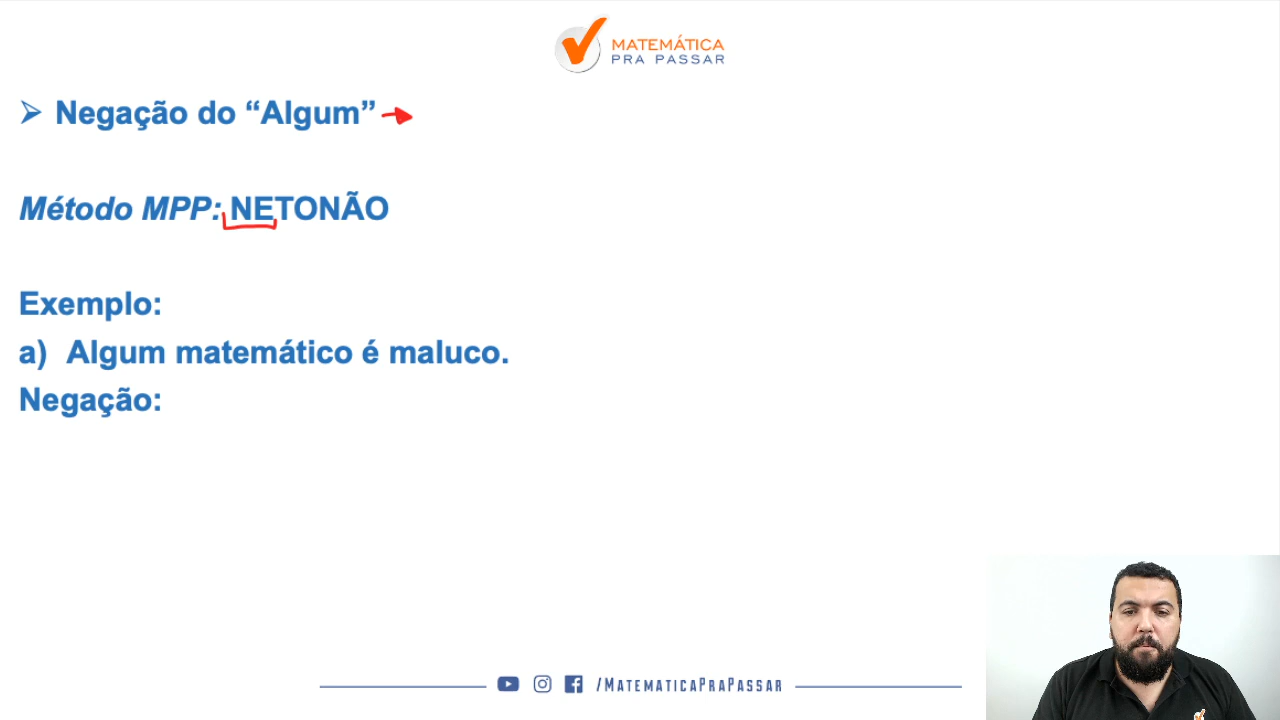 MATEMÁTICA
PRA PASSAR
Negação do “Algum”
Método MPP: NETONÃO
Exemplo:
a) Algum matemático é maluco.
Negação:
/MATEMATICAPRAPASSAR